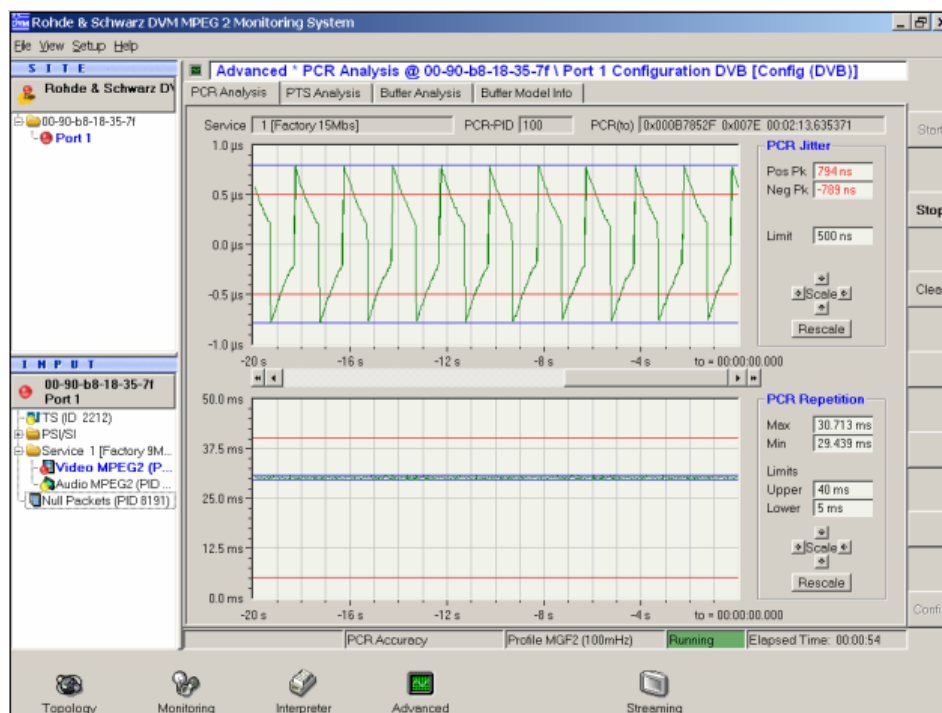 Rohde & Schwarz DVM MPEG 2 Monitoring System
File View Setup Help
SITE
Rohde & Schwarz DV
00-90-b8-18-35-7f
Port 1
Advanced * PCR Analysis @ 00-90-b8-18-35-7f \ Port 1 Configuration DVB [Config (DVB)]
PCR Analysis PTS Analysis Buffer Analysis Buffer Model Info
Service 1 [Factory 15Mbs] PCR-PID 100 PCR(to) 0x000B7852F 0x007E 00:02:13,635371
1.0 µs
0.5 µs
0.0 µs
-0.5 µs
-1.0 µs
-20 s -16 s -12 s -8 s -4 s to = 00:00:00.000
PCR Jitter
Pos Pk 794 ns
Neg Pk -789 ns
Limit 500 ns
Scale
Rescale
Start
Stop
Clea
INPUT
00-90-b8-18-35-7f
Port 1
TS (ID 2212)
PSI/SI
Service 1 [Factory 9M...
Video MPEG2 (P...
Audio MPEG2 (PID ...
Null Packets (PID 8191)
50.0 ms
37.5 ms
25.0 ms
12.5 ms
0.0 ms
-20 s -16 s -12 s -8 s -4 s to = 00:00:00.000
PCR Repetition
Max 30.713 ms
Min 29.439 ms
Limits
Upper 40 ms
Lower 5 ms
Scale
Rescale
Confi
PCR Accuracy Profile MGF2 (100mHz) Running Elapsed Time: 00:00:54
Topology Monitoring Interpreter Advanced Streaming